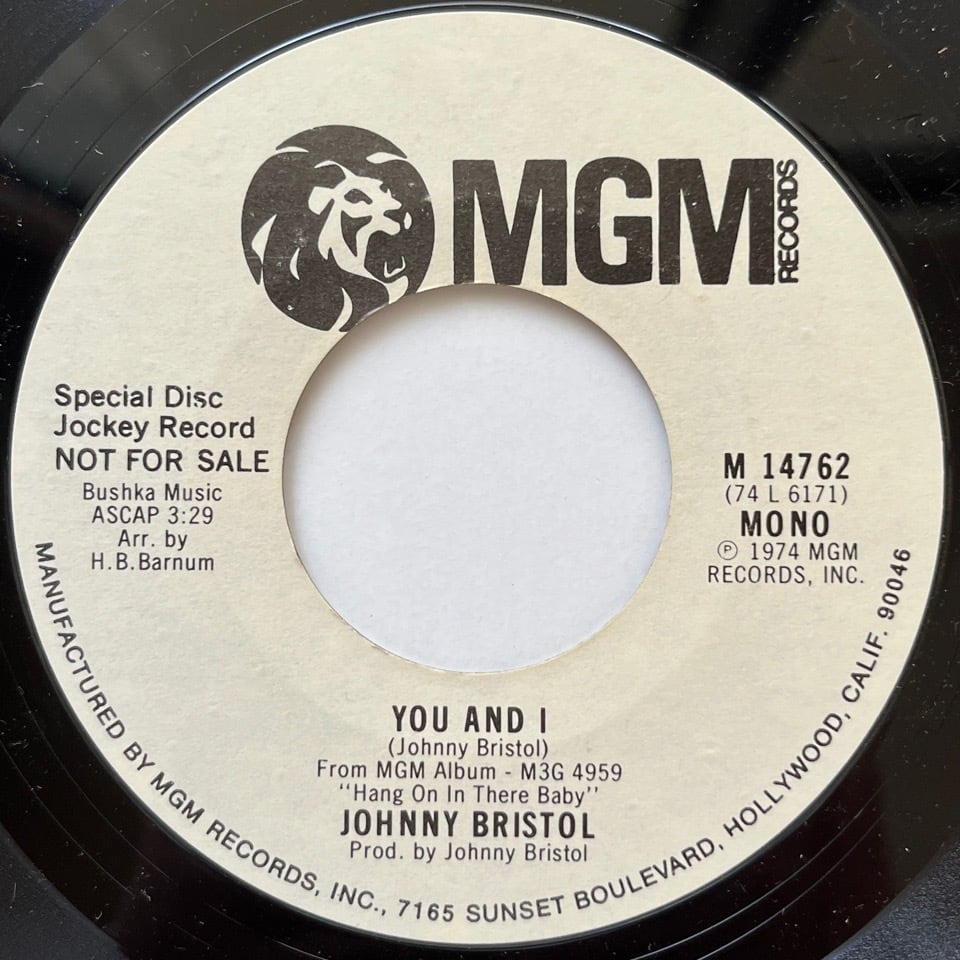 MGM RECORDS
Special Disc
Jockey Record
NOT FOR SALE
Bushka Music
ASCAP 3:29
Arr. by
H.B.Barnum
M 14762
(74 L 6171)
MONO
℗ 1974 MGM
RECORDS, INC.
YOU AND I
(Johnny Bristol)
From MGM Album - M3G 4959
"Hang On In There Baby"
JOHNNY BRISTOL
Prod. by Johnny Bristol
MANUFACTURED BY MGM RECORDS, INC., 7165 SUNSET BOULEVARD, HOLLYWOOD, CALIF. 90046